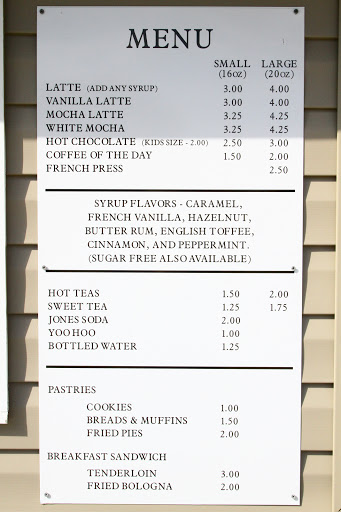 MENU
SMALL LARGE
(16oz) (20oz)
LATTE (ADD ANY SYRUP) 3.00 4.00
VANILLA LATTE 3.00 4.00
MOCHA LATTE 3.25 4.25
WHITE MOCHA 3.25 4.25
HOT CHOCOLATE (KIDS SIZE - 2.00) 2.50 3.00
COFFEE OF THE DAY 1.50 2.00
FRENCH PRESS 2.50
SYRUP FLAVORS - CARAMEL,
FRENCH VANILLA, HAZELNUT,
BUTTER RUM, ENGLISH TOFFEE,
CINNAMON, AND PEPPERMINT.
(SUGAR FREE ALSO AVAILABLE)
HOT TEAS 1.50 2.00
SWEET TEA 1.25 1.75
JONES SODA 2.00
YOO HOO 1.00
BOTTLED WATER 1.25
PASTRIES
COOKIES 1.00
BREADS & MUFFINS 1.50
FRIED PIES 2.00
BREAKFAST SANDWICH
TENDERLOIN 3.00
FRIED BOLOGNA 2.00